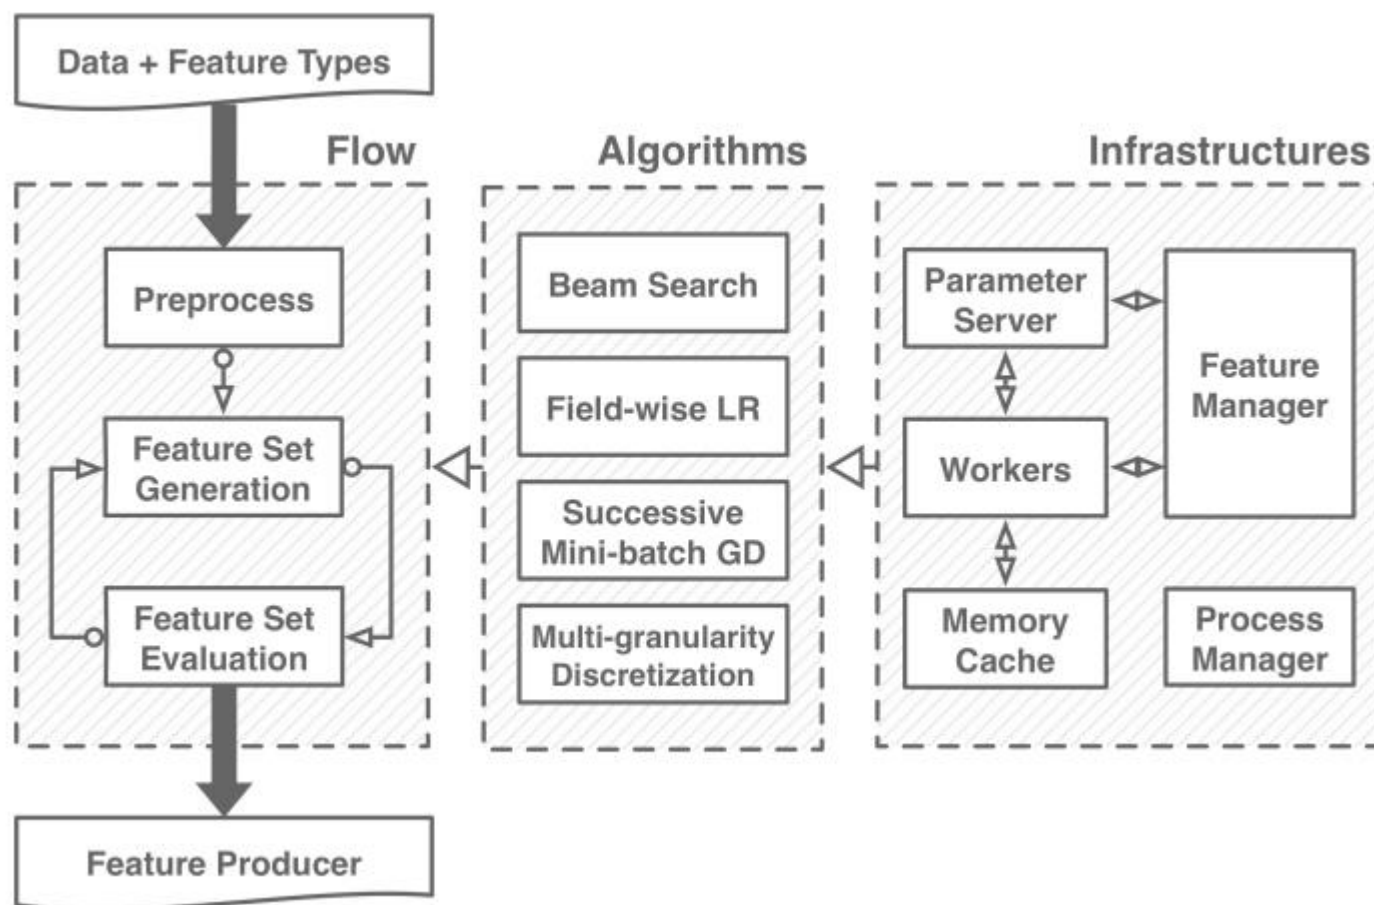 Data + Feature Types
Flow
Preprocess
Feature Set
Generation
Feature Set
Evaluation
Feature Producer
Algorithms
Beam Search
Field-wise LR
Successive
Mini-batch GD
Multi-granularity
Discretization
Infrastructures
Parameter
Server
Workers
Memory
Cache
Feature
Manager
Process
Manager